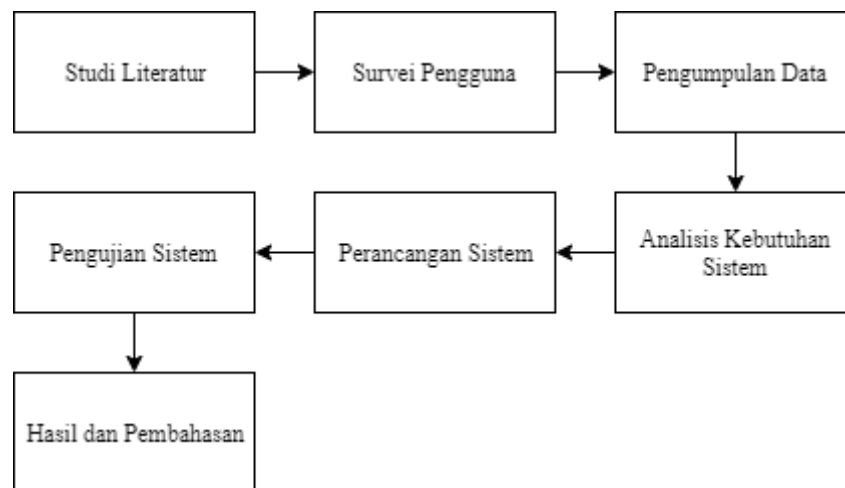 Studi Literatur
Survei Pengguna
Pengumpulan Data
Analisis Kebutuhan
Sistem
Perancangan Sistem
Pengujian Sistem
Hasil dan Pembahasan